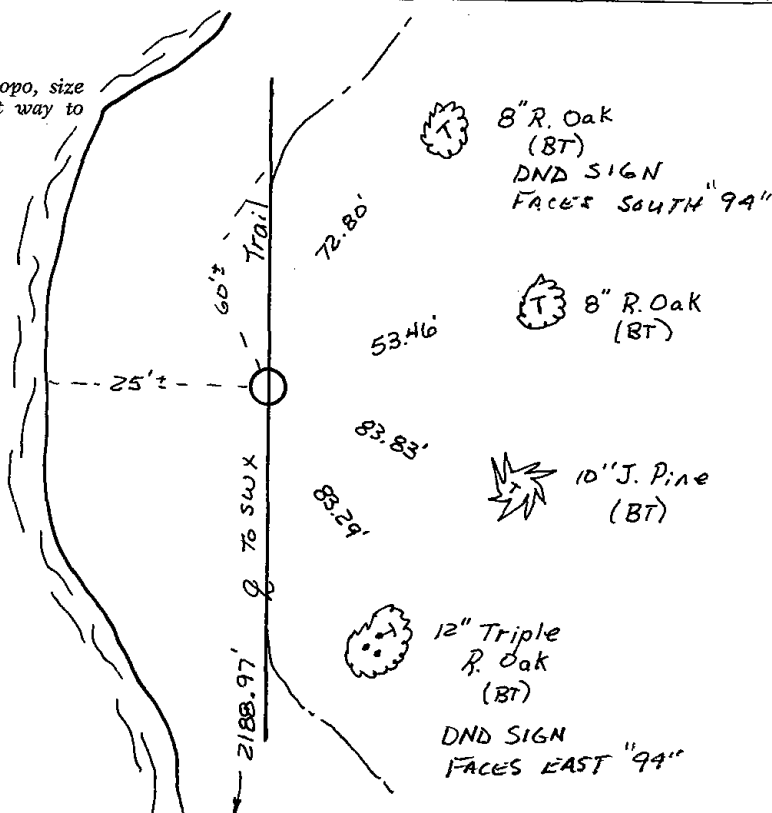 opo, size
t way to
8" R. Oak
(BT)
DND SIGN
FACES SOUTH "94"
72.80'
60'±
Trail
8" R. Oak
(BT)
53.46'
25'±
83.83'
10" J. Pine
(BT)
83.29'
To SWX
12" Triple
R. Oak
(BT)
2188.97'
DND SIGN
FACES EAST "94"
T
T
T
T